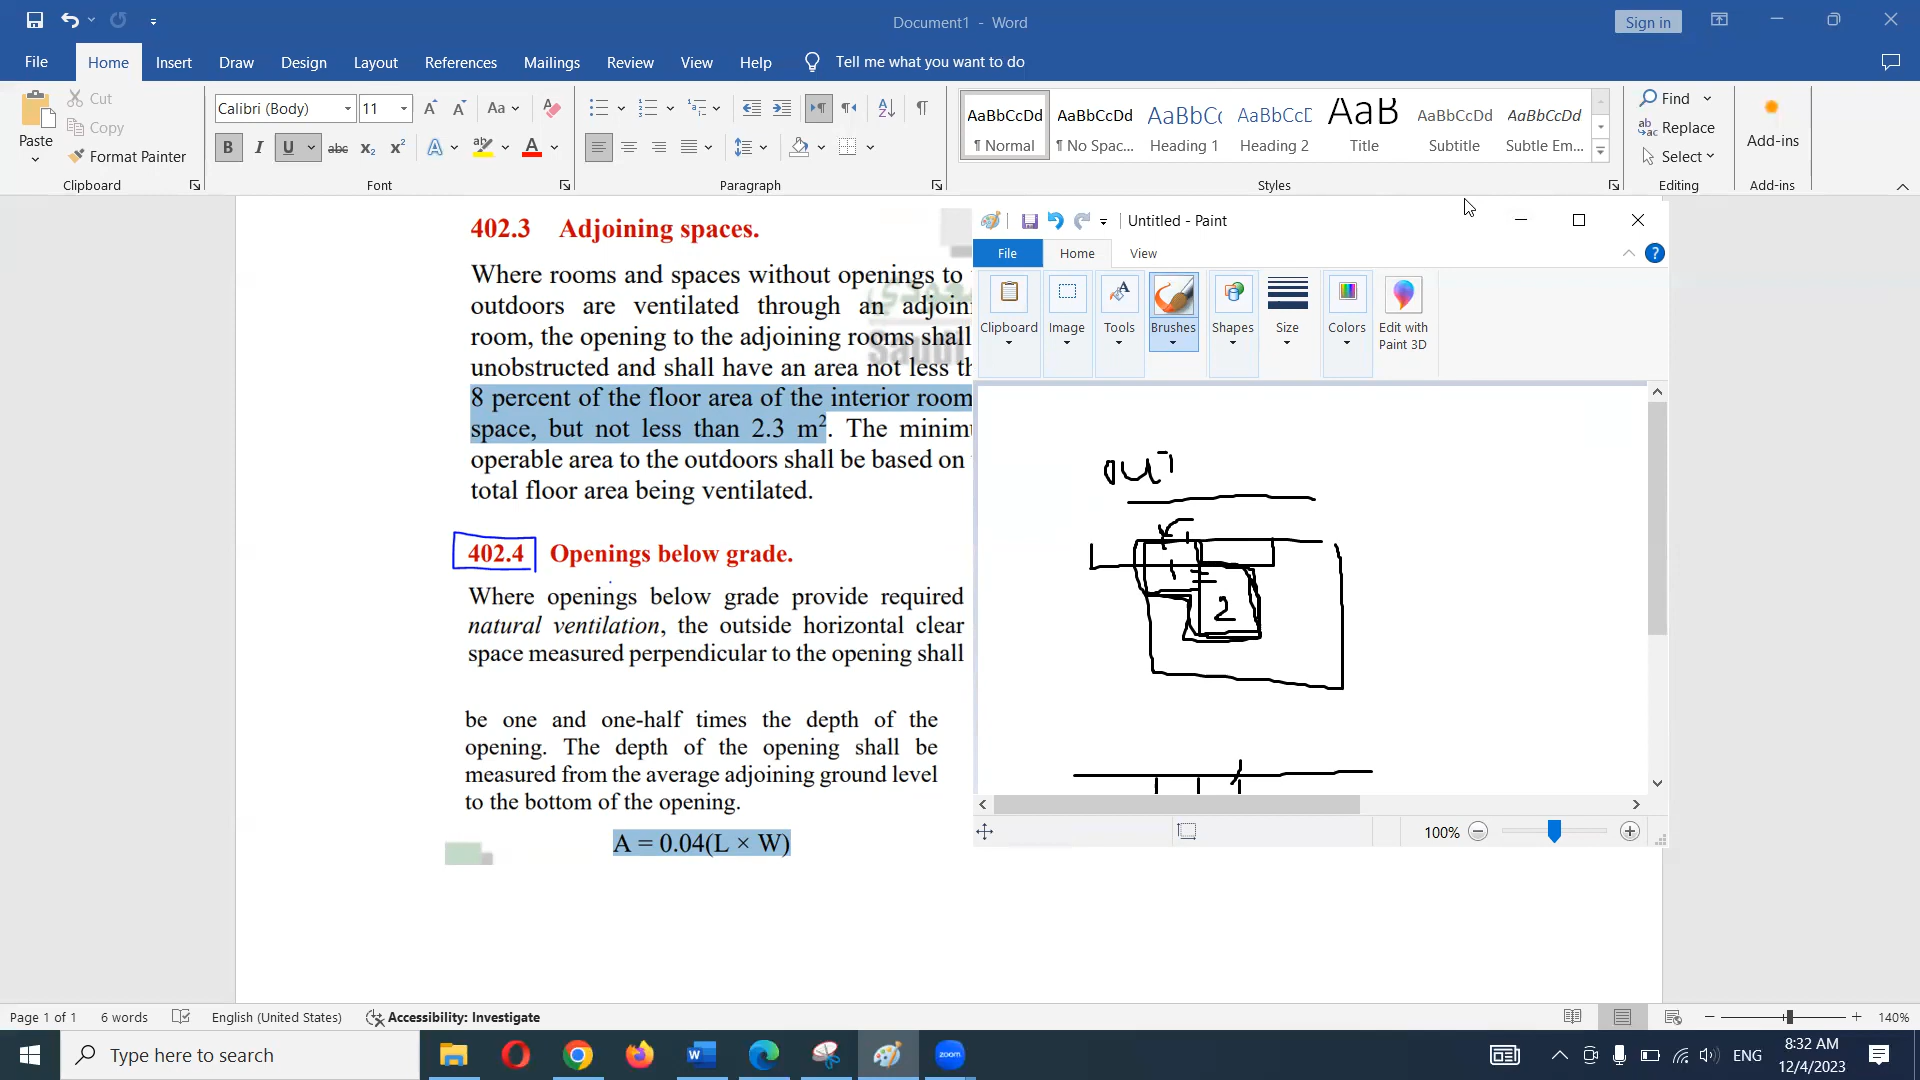 Document1 - Word
Sign in
File Home Insert Draw Design Layout References Mailings Review View Help Tell me what you want to do
Paste
Cut
Copy
Format Painter
Clipboard
Calibri (Body) 11
Font
Paragraph
AaBbCcDd AaBbCcDd AaBbCc AaBbCcD AaB AaBbCcDd AaBbCcDd
¶ Normal ¶ No Spac... Heading 1 Heading 2 Title Subtitle Subtle Em...
Styles
Find
Replace
Select
Editing
Add-ins
Add-ins
402.3 Adjoining spaces.
Where rooms and spaces without openings to
outdoors are ventilated through an
room, the opening to the adjoining rooms shall
unobstructed and shall have an area not less
8 percent of the floor area of the interior room
space, but not less than 2.3 m². The
operable area to the outdoors shall be based on
total floor area being ventilated.
402.4 Openings below grade.
Where openings below grade provide required
natural ventilation, the outside horizontal clear
space measured perpendicular to the opening shall
be one and one-half times the depth of the
opening. The depth of the opening shall be
measured from the average adjoining ground level
to the bottom of the opening.
A = 0.04(L × W)
Saudi
Untitled - Paint
File Home View
Clipboard Image Tools Brushes Shapes Size Colors Edit with
Paint 3D
out
1
2
100%
Page 1 of 1 6 words English (United States) Accessibility: Investigate 140%
Type here to search
zoom
ENG
8:32 AM
12/4/2023